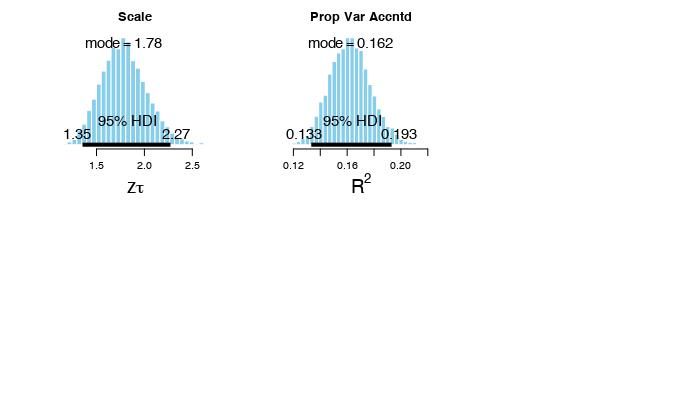 Scale
mode = 1.78
95% HDI
1.35 2.27
1.5 2.0 2.5
zτ
Prop Var Accntd
mode = 0.162
95% HDI
0.133 0.193
0.12 0.16 0.20
R²